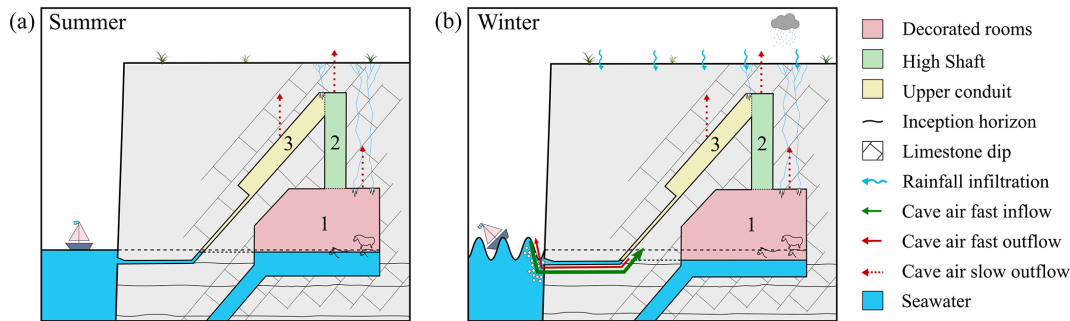 (a) Summer
3
2
1
(b) Winter
3
2
1
Decorated rooms
High Shaft
Upper conduit
Inception horizon
Limestone dip
Rainfall infiltration
Cave air fast inflow
Cave air fast outflow
Cave air slow outflow
Seawater